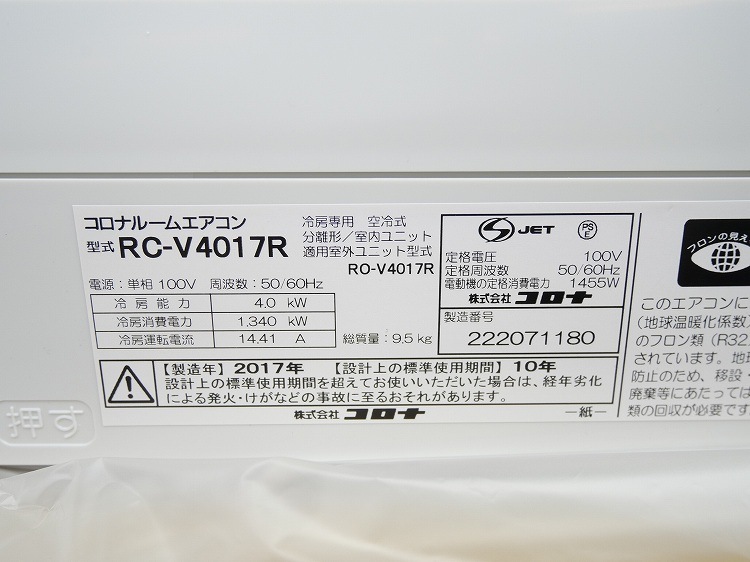 コロナルームエアコン
型式 RC-V4017R
冷房専用 空冷式
分離形/室内ユニット
適用室外ユニット型式
RO-V4017R
電源:単相100V 周波数:50/60Hz
冷房能力 4.0 kW
冷房消費電力 1,340 kW
冷房運転電流 14.41 A
総質量:9.5kg
JET
PS
E
定格電圧 100V
定格周波数 50/60Hz
電動機の定格消費電力 1455W
株式会社 コロナ
製造番号
222071180
【製造年】2017年 【設計上の標準使用期間】10年
設計上の標準使用期間を超えてお使いいただいた場合は、経年劣化
による発火・けがなどの事故に至るおそれがあります。
株式会社 コロナ
―紙―
フロンの見え
このエアコンに
(地球温暖化係数)
のフロン類(R32
されています。地
防止のため、移設・
廃棄等にあたっては
類の回収が必要です
押す